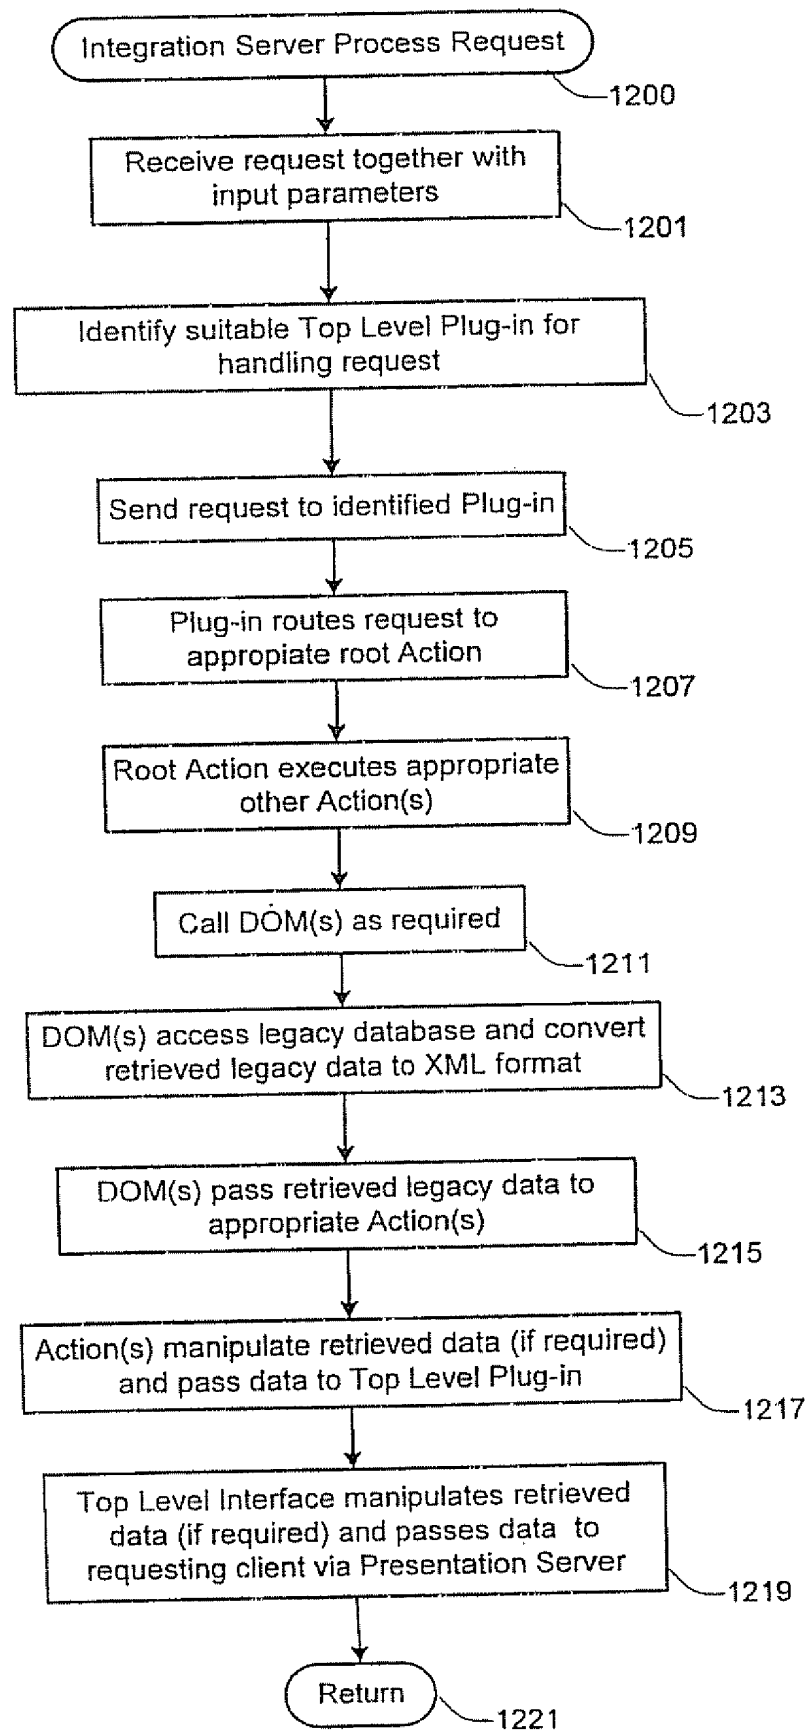 Integration Server Process Request
1200
Receive request together with
input parameters
1201
Identify suitable Top Level Plug-in for
handling request
1203
Send request to identified Plug-in
1205
Plug-in routes request to
appropiate root Action
1207
Root Action executes appropriate
other Action(s)
1209
Call DOM(s) as required
1211
DOM(s) access legacy database and convert
retrieved legacy data to XML format
1213
DOM(s) pass retrieved legacy data to
appropriate Action(s)
1215
Action(s) manipulate retrieved data (if required)
and pass data to Top Level Plug-in
1217
Top Level Interface manipulates retrieved
data (if required) and passes data to
requesting client via Presentation Server
1219
Return
1221